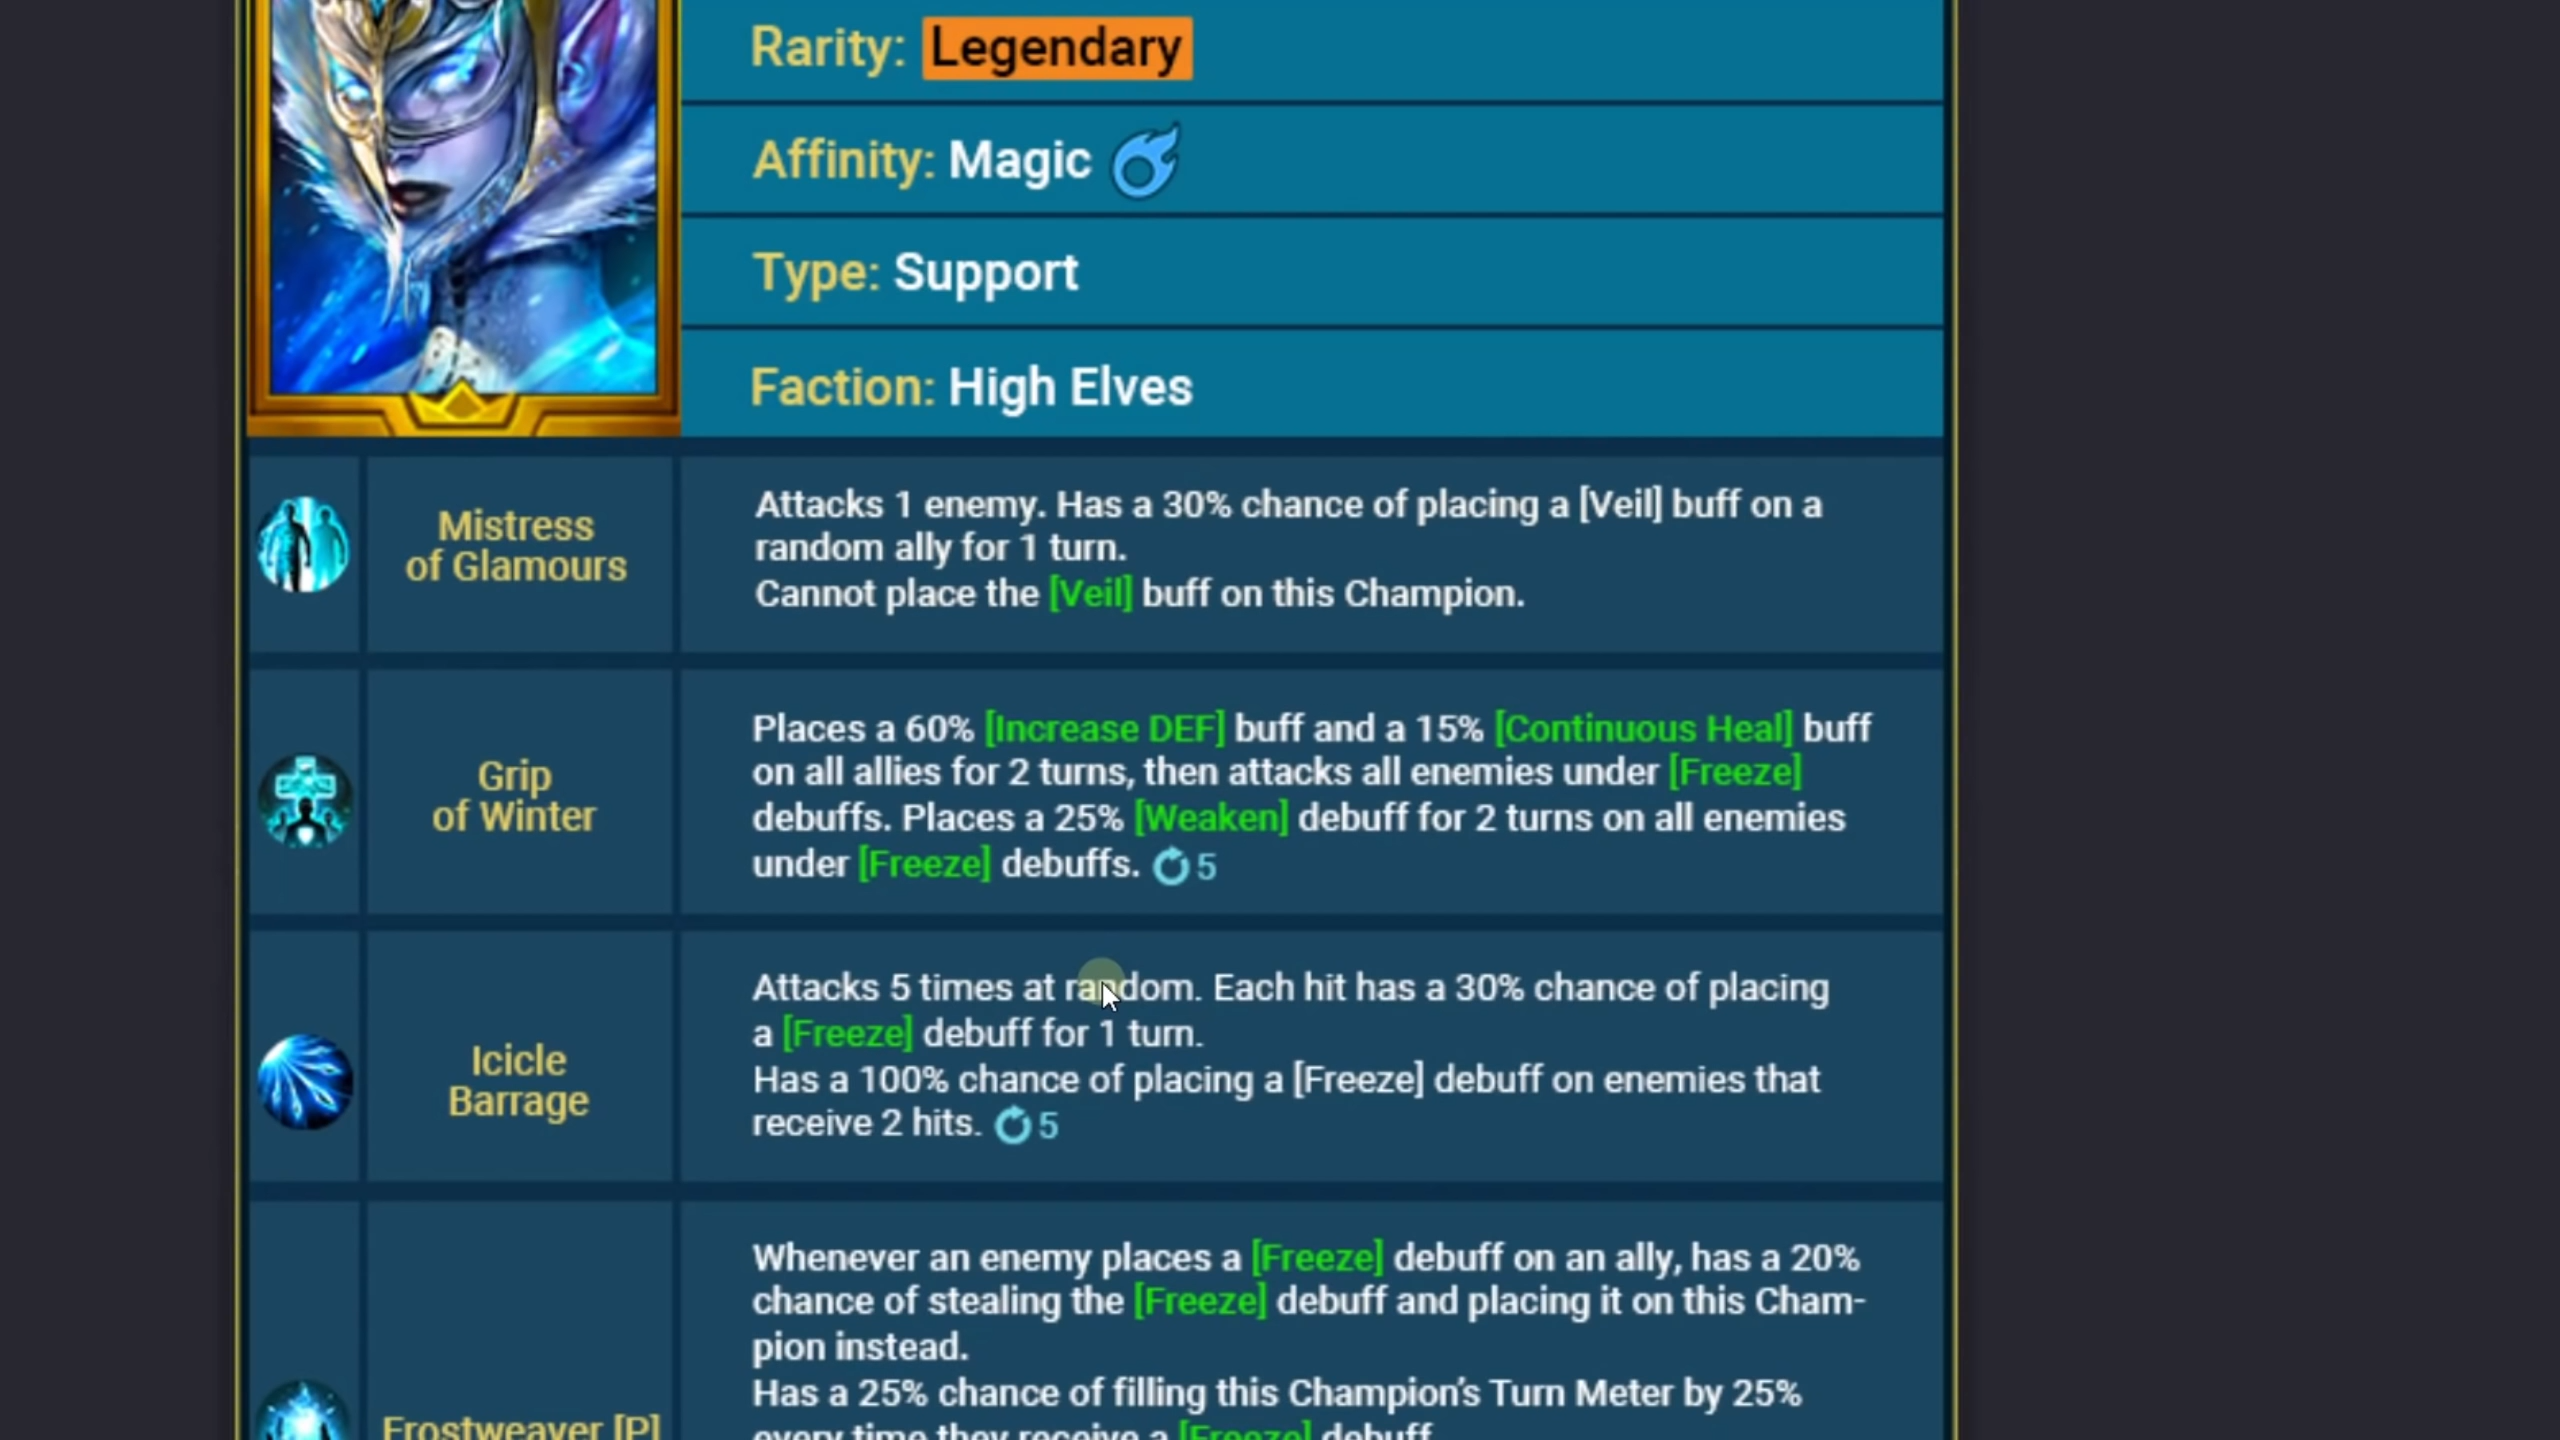 Rarity: Legendary
Affinity: Magic
Type: Support
Faction: High Elves
Mistress
of Glamours
Attacks 1 enemy. Has a 30% chance of placing a [Veil] buff on a
random ally for 1 turn.
Cannot place the [Veil] buff on this Champion.
Grip
of Winter
Places a 60% [Increase DEF] buff and a 15% [Continuous Heal] buff
on all allies for 2 turns, then attacks all enemies under [Freeze]
debuffs. Places a 25% [Weaken] debuff for 2 turns on all enemies
under [Freeze] debuffs. 5
Icicle
Barrage
Attacks 5 times at random. Each hit has a 30% chance of placing
a [Freeze] debuff for 1 turn.
Has a 100% chance of placing a [Freeze] debuff on enemies that
receive 2 hits. 5
Frostweaver [P]
Whenever an enemy places a [Freeze] debuff on an ally, has a 20%
chance of stealing the [Freeze] debuff and placing it on this Cham-
pion instead.
Has a 25% chance of filling this Champion's Turn Meter by 25%
every time they receive a [Freeze] debuff